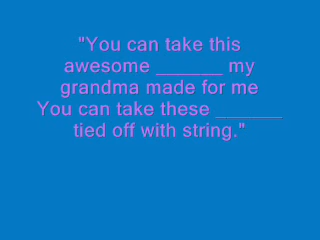 "You can take this
awesome ______ my
grandma made for me
You can take these ______
tied off with string."